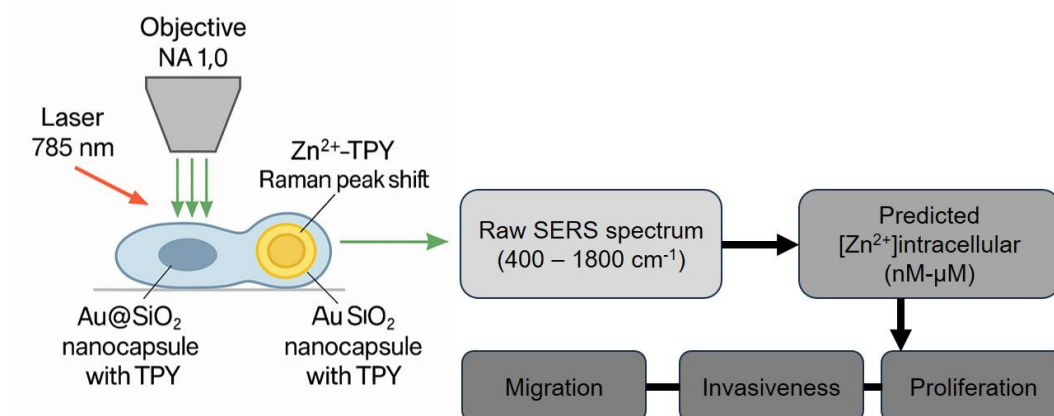 Objective
NA 1,0
Laser
785 nm
Zn²⁺-TPY
Raman peak shift
Au@SiO₂
nanocapsule
with TPY
Au SiO₂
nanocapsule
with TPY
Raw SERS spectrum
(400 – 1800 cm⁻¹)
Predicted
[Zn²⁺]intracellular
(nM-µM)
Migration
Invasiveness
Proliferation